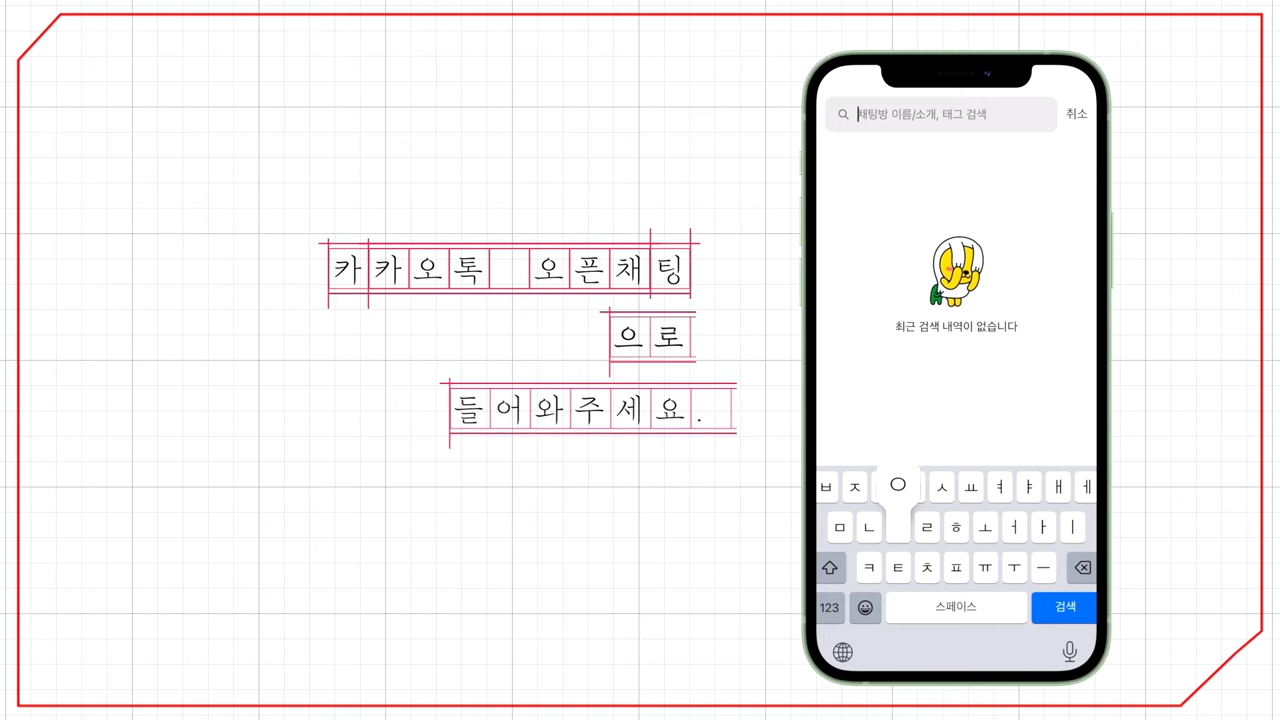 카카오톡 오픈채팅
으로
들어와주세요.
채팅방 이름/소개, 태그 검색
취소
최근 검색 내역이 없습니다
ㅂ ㅈ ㅇ ㅅ ㅛ ㅕ ㅑ ㅐ ㅔ
ㅁ ㄴ ㄹ ㅎ ㅗ ㅓ ㅏ ㅣ
ㅋ ㅌ ㅊ ㅍ ㅠ ㅜ ㅡ
123 스페이스 검색